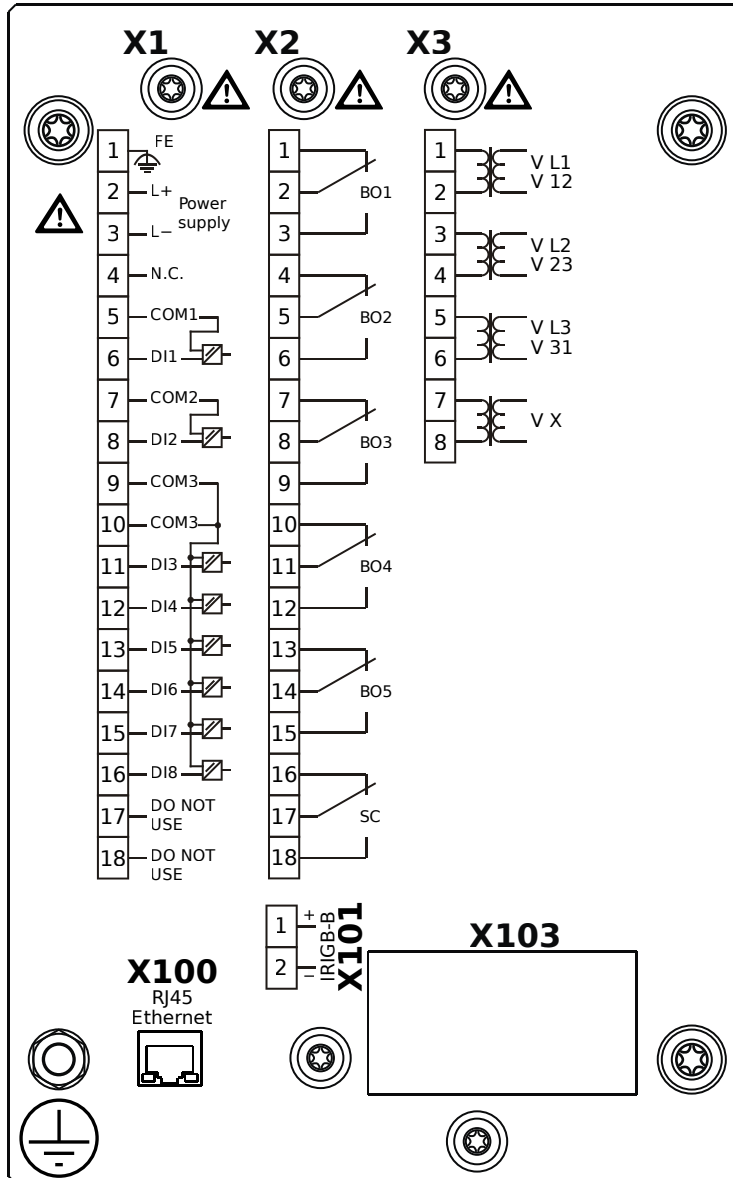 X1
X2
X3
1 FE
2 L+
3 L−
Power
supply
4 N.C.
5 COM1
6 DI1
7 COM2
8 DI2
9 COM3
10 COM3
11 DI3
12 DI4
13 DI5
14 DI6
15 DI7
16 DI8
17 DO NOT
USE
18 DO NOT
USE
1
2 BO1
3
4
5 BO2
6
7
8 BO3
9
10
11 BO4
12
13
14 BO5
15
16
17 SC
18
1 V L1
2 V 12
3 V L2
4 V 23
5 V L3
6 V 31
7 V X
8
1 +
2 −
IRIGB-B
X101
X103
X100
RJ45
Ethernet